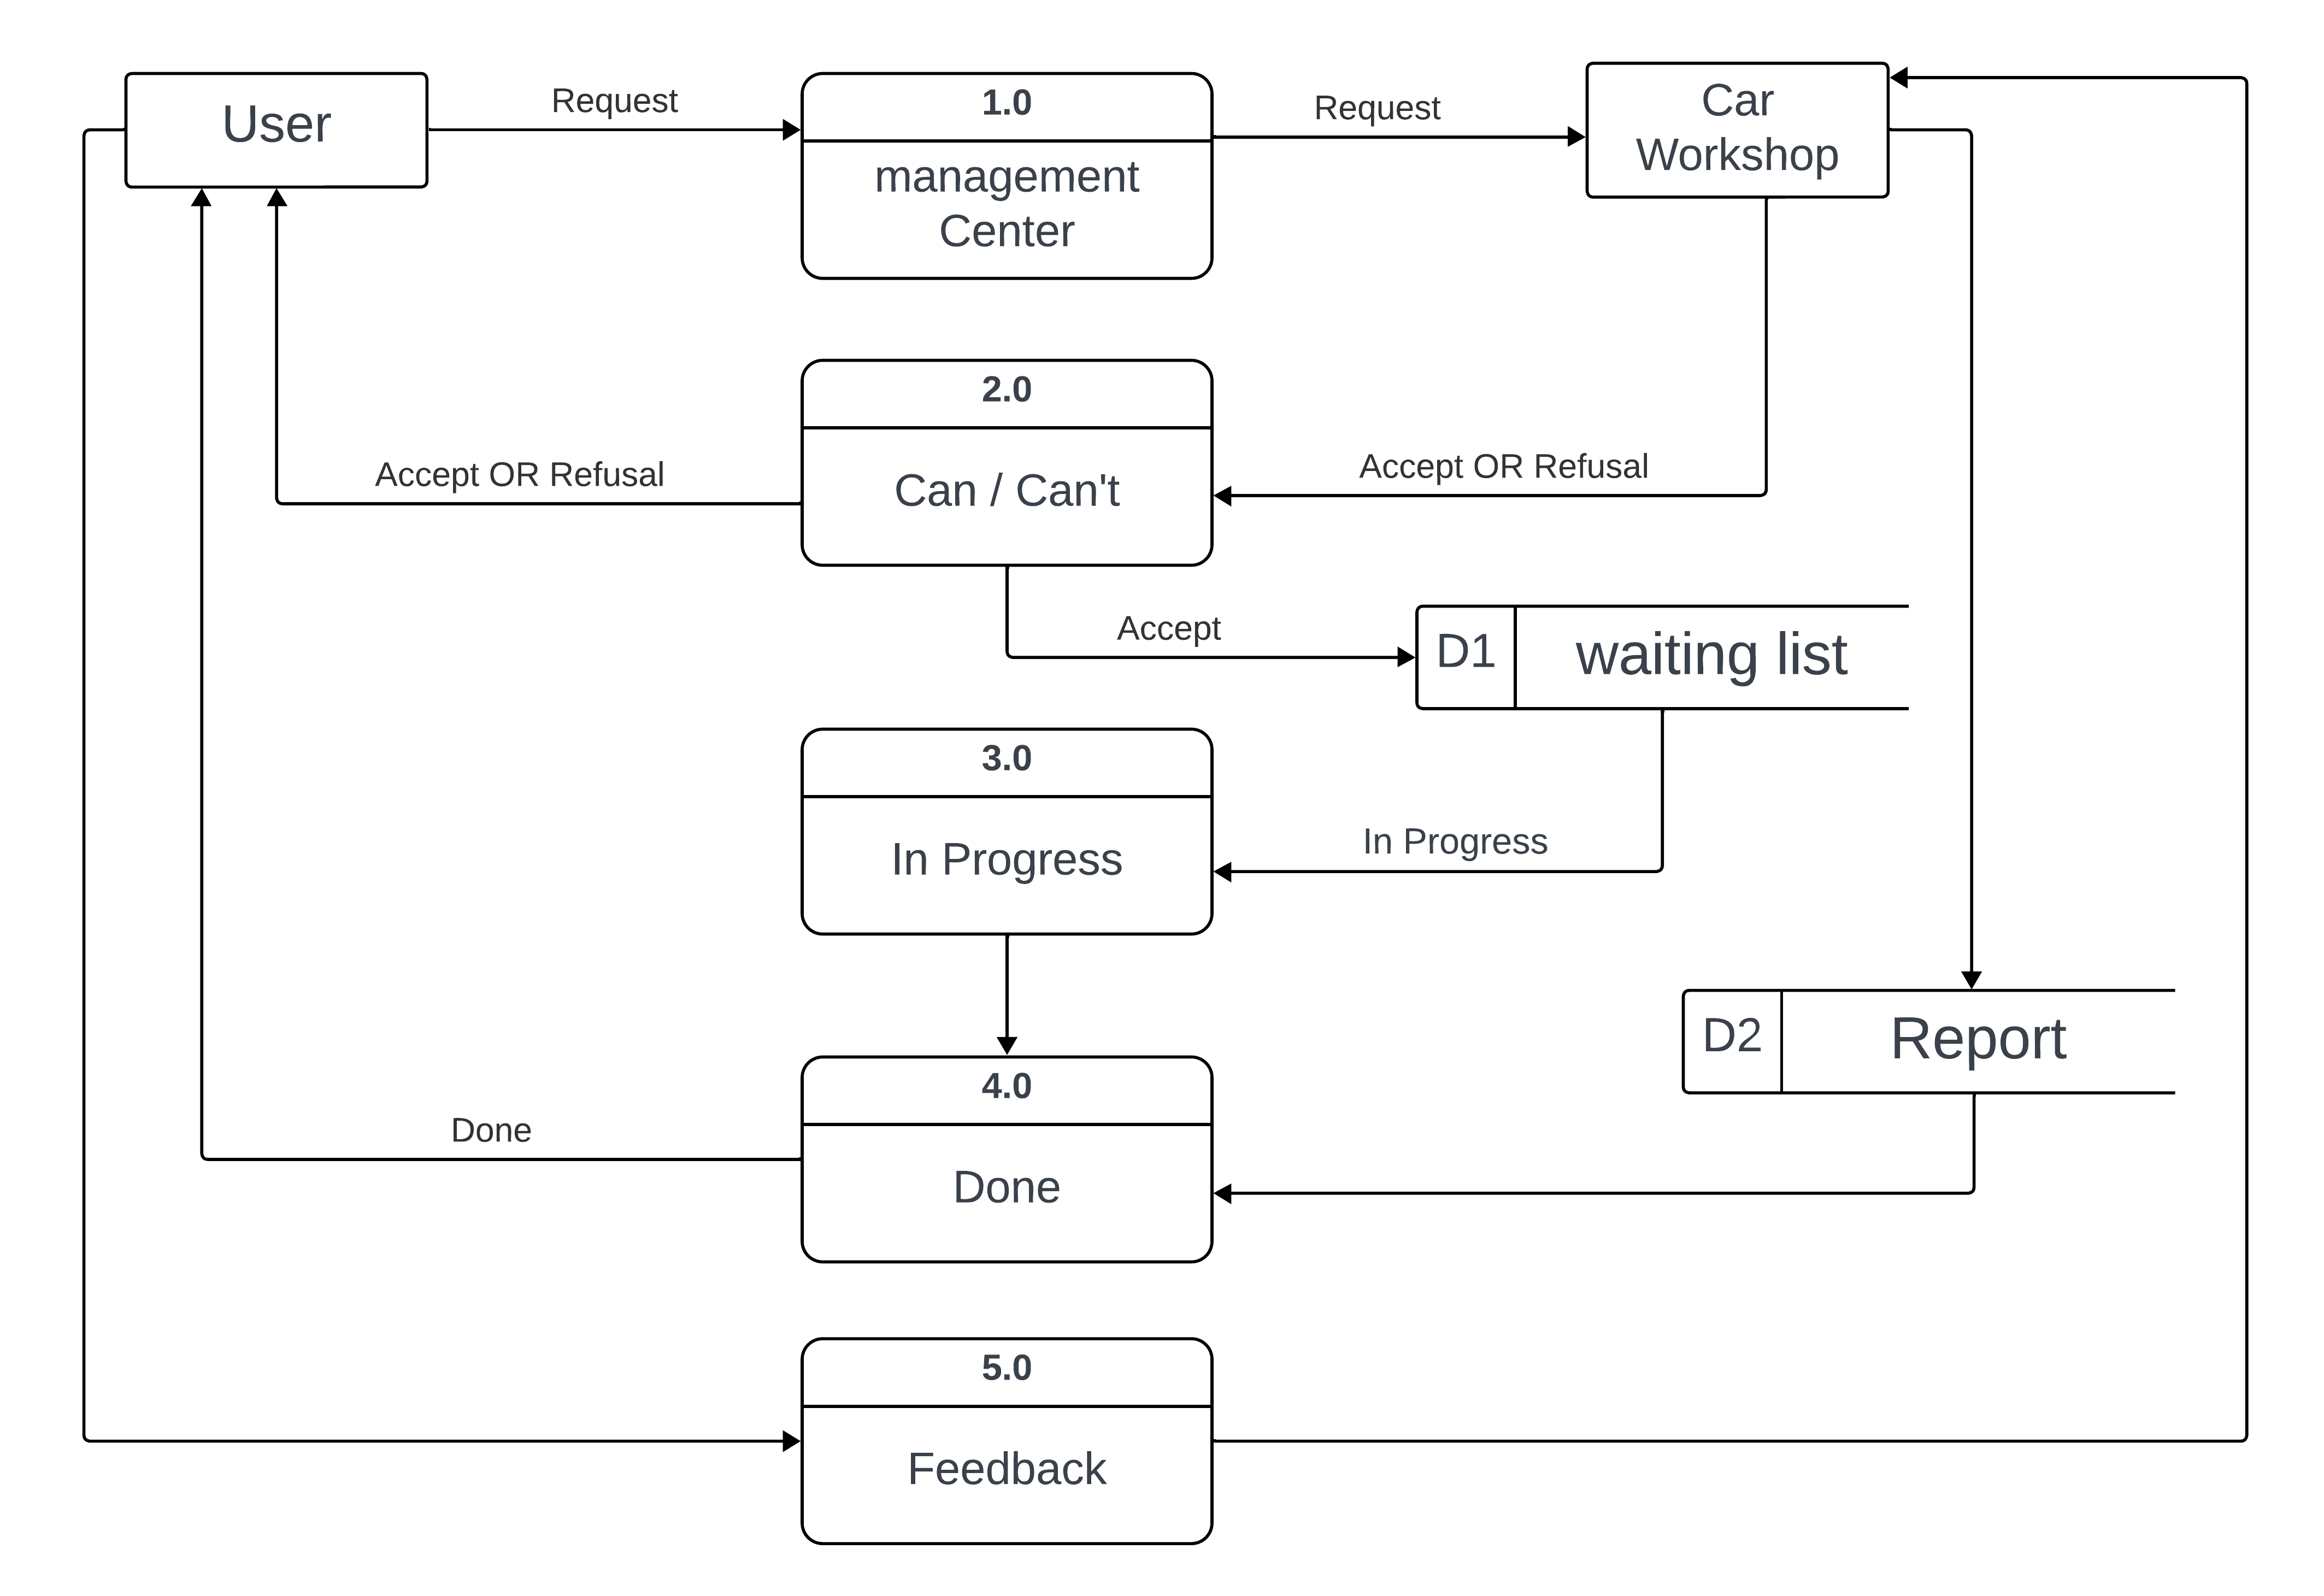 User
Request
1.0
management
Center
Request
Car
Workshop
2.0
Can / Can't
Accept OR Refusal
Accept OR Refusal
Accept
D1
waiting list
3.0
In Progress
In Progress
D2
Report
4.0
Done
Done
5.0
Feedback